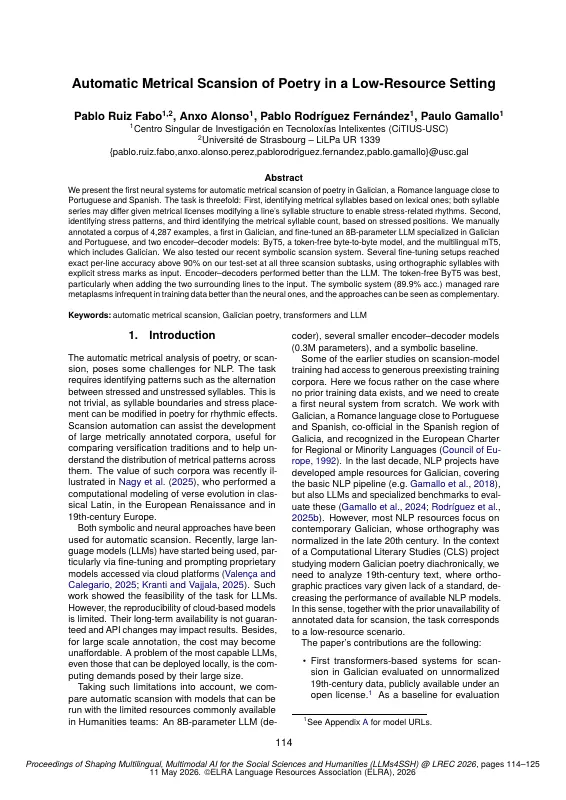 Automatic Metrical Scansion of Poetry in a Low-Resource Setting
Pablo Ruiz Fabo1,2, Anxo Alonso1, Pablo Rodríguez Fernández1, Paulo Gamallo1
1Centro Singular de Investigación en Tecnoloxías Intelixentes (CiTIUS-USC)
2Université de Strasbourg – LiLPa UR 1339
{pablo.ruiz.fabo,anxo.alonso.perez,pablorodriguez.fernandez,pablo.gamallo}@usc.gal
Abstract
We present the first neural systems for automatic metrical scansion of poetry in Galician, a Romance language close to
Portuguese and Spanish. The task is threefold: First, identifying metrical syllables based on lexical ones; both syllable
series may differ given metrical licenses modifying a line's syllable structure to enable stress-related rhythms. Second,
identifying stress patterns, and third identifying the metrical syllable count, based on stressed positions. We manually
annotated a corpus of 4,287 examples, a first in Galician, and fine-tuned an 8B-parameter LLM specialized in Galician
and Portuguese, and two encoder–decoder models: ByT5, a token-free byte-to-byte model, and the multilingual mT5,
which includes Galician. We also tested our recent symbolic scansion system. Several fine-tuning setups reached
exact per-line accuracy above 90% on our test-set at all three scansion subtasks, using orthographic syllables with
explicit stress marks as input. Encoder–decoders performed better than the LLM. The token-free ByT5 was best,
particularly when adding the two surrounding lines to the input. The symbolic system (89.9% acc.) managed rare
metaplasms infrequent in training data better than the neural ones, and the approaches can be seen as complementary.
Keywords: automatic metrical scansion, Galician poetry, transformers and LLM
1. Introduction
The automatic metrical analysis of poetry, or scan-
sion, poses some challenges for NLP. The task
requires identifying patterns such as the alternation
between stressed and unstressed syllables. This is
not trivial, as syllable boundaries and stress place-
ment can be modified in poetry for rhythmic effects.
Scansion automation can assist the development
of large metrically annotated corpora, useful for
comparing versification traditions and to help un-
derstand the distribution of metrical patterns across
them. The value of such corpora was recently il-
lustrated in Nagy et al. (2025), who performed a
computational modeling of verse evolution in clas-
sical Latin, in the European Renaissance and in
19th-century Europe.
Both symbolic and neural approaches have been
used for automatic scansion. Recently, large lan-
guage models (LLMs) have started being used, par-
ticularly via fine-tuning and prompting proprietary
models accessed via cloud platforms (Valença and
Calegario, 2025; Kranti and Vajjala, 2025). Such
work showed the feasibility of the task for LLMs.
However, the reproducibility of cloud-based models
is limited. Their long-term availability is not guaran-
teed and API changes may impact results. Besides,
for large scale annotation, the cost may become
unaffordable. A problem of the most capable LLMs,
even those that can be deployed locally, is the com-
puting demands posed by their large size.
Taking such limitations into account, we com-
pare automatic scansion with models that can be
run with the limited resources commonly available
in Humanities teams: An 8B-parameter LLM (de-
coder), several smaller encoder–decoder models
(0.3M parameters), and a symbolic baseline.
Some of the earlier studies on scansion-model
training had access to generous preexisting training
corpora. Here we focus rather on the case where
no prior training data exists, and we need to create
a first neural system from scratch. We work with
Galician, a Romance language close to Portuguese
and Spanish, co-official in the Spanish region of
Galicia, and recognized in the European Charter
for Regional or Minority Languages (Council of Eu-
rope, 1992). In the last decade, NLP projects have
developed ample resources for Galician, covering
the basic NLP pipeline (e.g. Gamallo et al., 2018),
but also LLMs and specialized benchmarks to eval-
uate these (Gamallo et al., 2024; Rodríguez et al.,
2025b). However, most NLP resources focus on
contemporary Galician, whose orthography was
normalized in the late 20th century. In the context
of a Computational Literary Studies (CLS) project
studying modern Galician poetry diachronically, we
need to analyze 19th-century text, where ortho-
graphic practices vary given lack of a standard, de-
creasing the performance of available NLP models.
In this sense, together with the prior unavailability of
annotated data for scansion, the task corresponds
to a low-resource scenario.
The paper's contributions are the following:
• First transformers-based systems for scan-
sion in Galician evaluated on unnormalized
19th-century data, publicly available under an
open license.1 As a baseline for evaluation
1See Appendix A for model URLs.
114
Proceedings of Shaping Multilingual, Multimodal AI for the Social Sciences and Humanities (LLMs4SSH) @ LREC 2026, pages 114–125
11 May 2026. ©ELRA Language Resources Association (ELRA), 2026